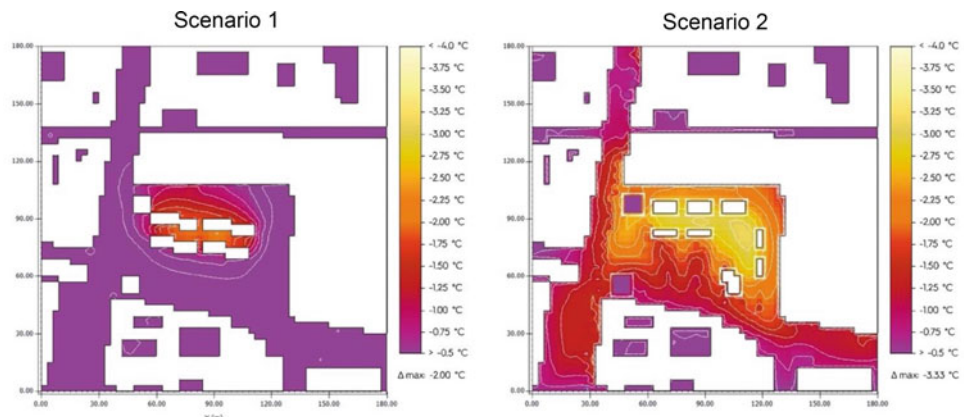 Scenario 1
Scenario 2
180.00
150.00
120.00
90.00
60.00
30.00
0.00
0.00 30.00 60.00 90.00 120.00 150.00 180.00
< -4.0 °C
-3.75 °C
-3.50 °C
-3.25 °C
-3.00 °C
-2.75 °C
-2.50 °C
-2.25 °C
-2.00 °C
-1.75 °C
-1.50 °C
-1.25 °C
-1.00 °C
-0.75 °C
> -0.5 °C
Δ max: -2.00 °C
180.00
150.00
120.00
90.00
60.00
30.00
0.00
0.00 30.00 60.00 90.00 120.00 150.00 180.00
< -4.0 °C
-3.75 °C
-3.50 °C
-3.25 °C
-3.00 °C
-2.75 °C
-2.50 °C
-2.25 °C
-2.00 °C
-1.75 °C
-1.50 °C
-1.25 °C
-1.00 °C
-0.75 °C
> -0.5 °C
Δ max: -3.33 °C